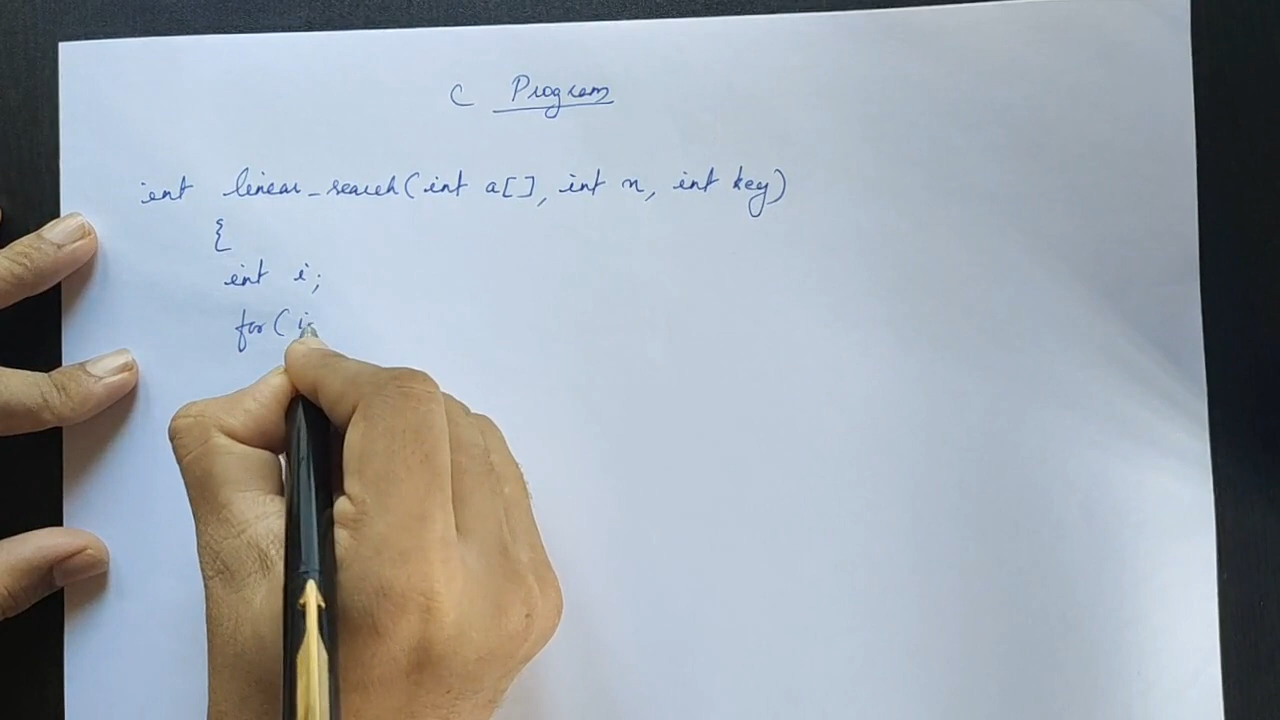 C Program
int linear_search(int a[], int n, int key)
{
int i;
for( i